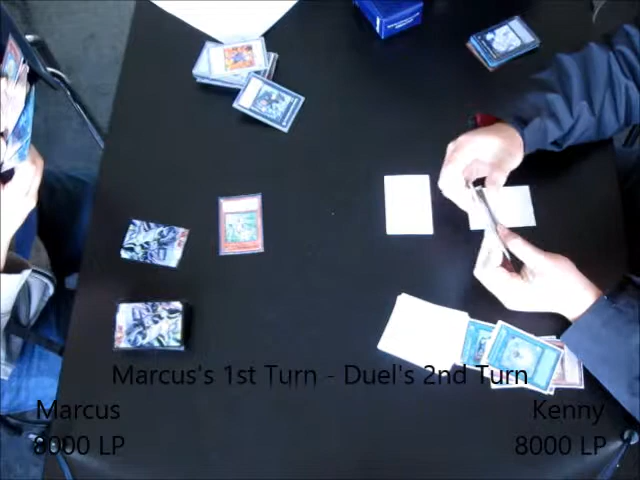 Marcus's 1st Turn - Duel's 2nd Turn
Marcus
Kenny
8000 LP
8000 LP